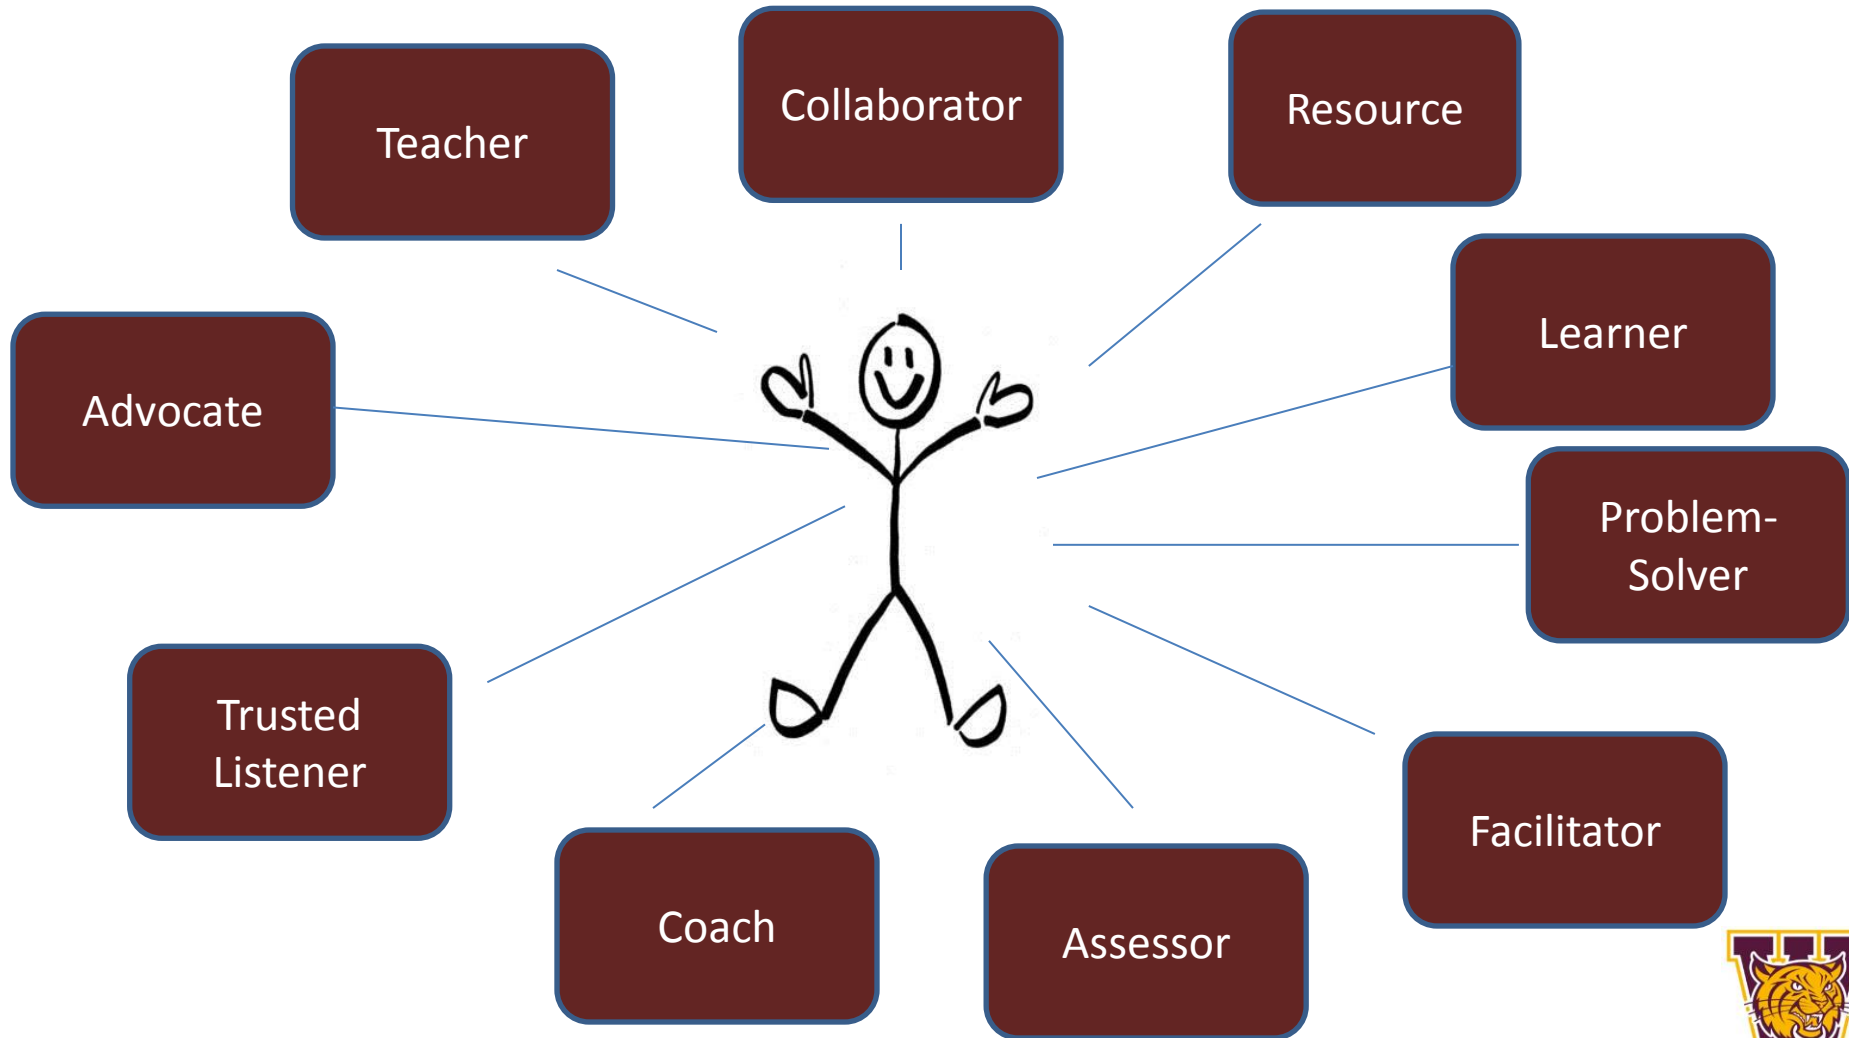 Collaborator
Resource
Teacher
Learner
Advocate
Problem-
Solver
Trusted
Listener
Facilitator
Coach
Assessor
W